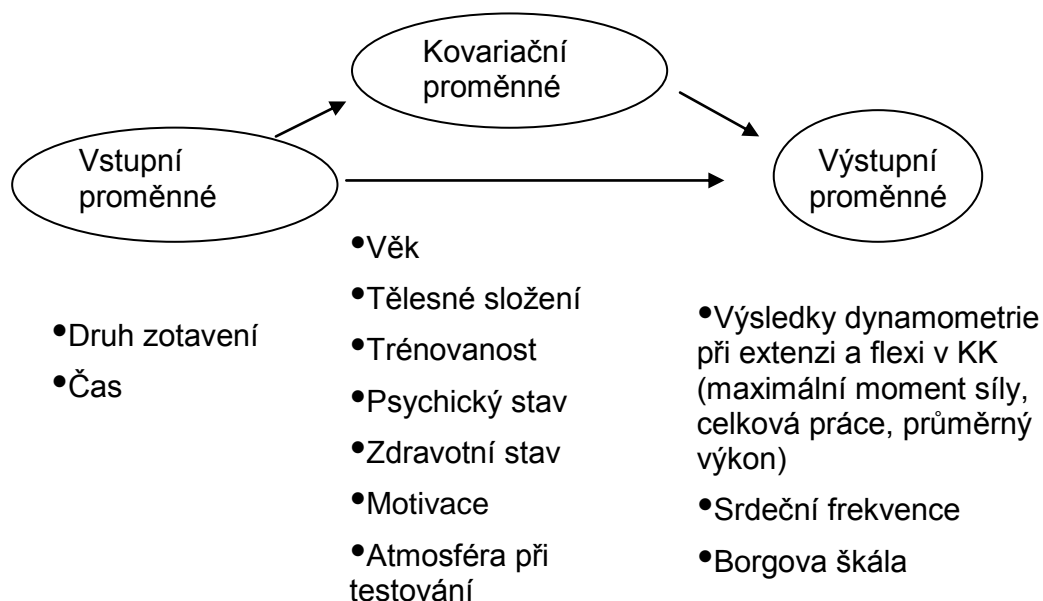 Kovariační
proměnné
Vstupní
proměnné
Výstupní
proměnné
•Druh zotavení
•Čas
•Věk
•Tělesné složení
•Trénovanost
•Psychický stav
•Zdravotní stav
•Motivace
•Atmosféra při
testování
•Výsledky dynamometrie
při extenzi a flexi v KK
(maximální moment síly,
celková práce, průměrný
výkon)
•Srdeční frekvence
•Borgova škála